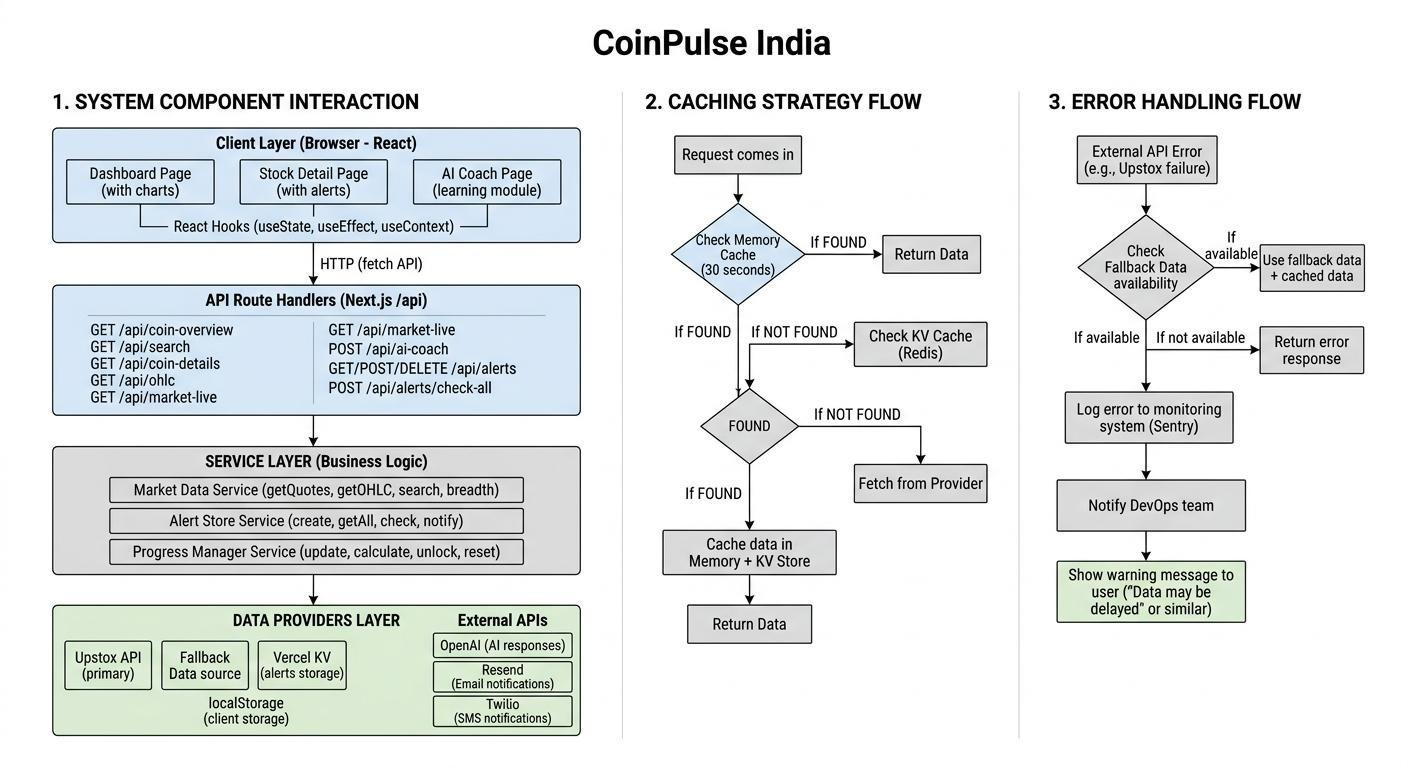 CoinPulse India
1. SYSTEM COMPONENT INTERACTION
Client Layer (Browser - React)
Dashboard Page
(with charts)
Stock Detail Page
(with alerts)
AI Coach Page
(learning module)
React Hooks (useState, useEffect, useContext)
HTTP (fetch API)
API Route Handlers (Next.js /api)
GET /api/coin-overview
GET /api/search
GET /api/coin-details
GET /api/ohlc
GET /api/market-live
GET /api/market-live
POST /api/ai-coach
GET/POST/DELETE /api/alerts
POST /api/alerts/check-all
SERVICE LAYER (Business Logic)
Market Data Service (getQuotes, getOHLC, search, breadth)
Alert Store Service (create, getAll, check, notify)
Progress Manager Service (update, calculate, unlock, reset)
DATA PROVIDERS LAYER
Upstox API
(primary)
Fallback
Data source
Vercel KV
(alerts storage)
localStorage
(client storage)
External APIs
OpenAI (AI responses)
Resend
(Email notifications)
Twilio
(SMS notifications)
2. CACHING STRATEGY FLOW
Request comes in
Check Memory
Cache
(30 seconds)
If FOUND
Return Data
If FOUND
If NOT FOUND
Check KV Cache
(Redis)
FOUND
If NOT FOUND
Fetch from Provider
If FOUND
Cache data in
Memory + KV Store
Return Data
3. ERROR HANDLING FLOW
External API Error
(e.g., Upstox failure)
Check
Fallback Data
availability
If
available
Use fallback data
+ cached data
If available
If not available
Return error
response
Log error to monitoring
system (Sentry)
Notify DevOps team
Show warning message to
user ("Data may be
delayed" or similar)